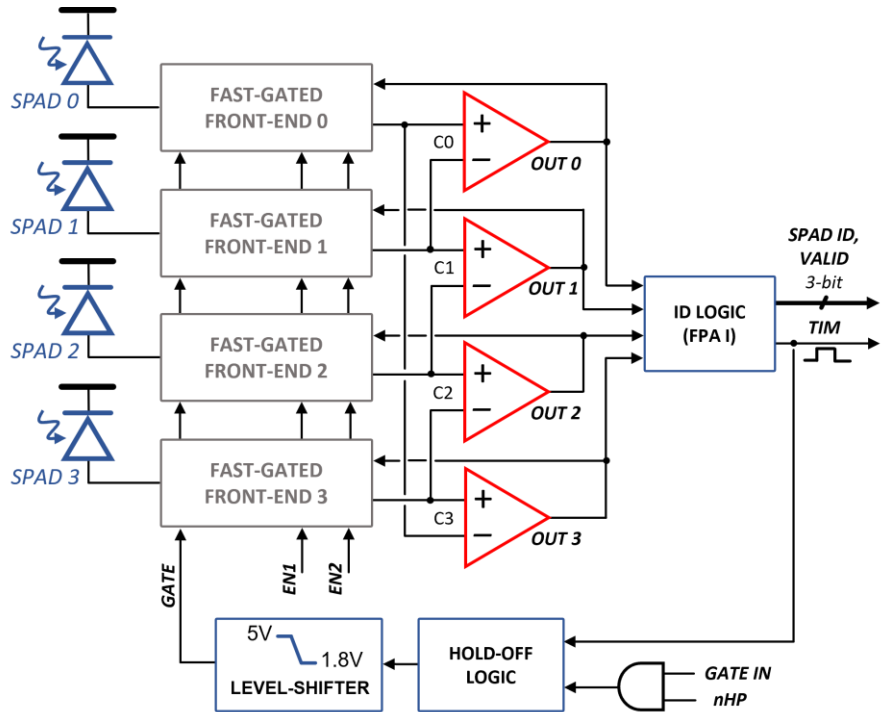 SPAD 0
FAST-GATED
FRONT-END 0
C0
+
−
OUT 0
SPAD 1
FAST-GATED
FRONT-END 1
C1
+
−
OUT 1
SPAD 2
FAST-GATED
FRONT-END 2
C2
+
−
OUT 2
SPAD 3
FAST-GATED
FRONT-END 3
C3
+
−
OUT 3
SPAD ID,
VALID
3-bit
ID LOGIC
(FPA I)
TIM
GATE
EN1
EN2
5V
1.8V
LEVEL-SHIFTER
HOLD-OFF
LOGIC
GATE IN
nHP